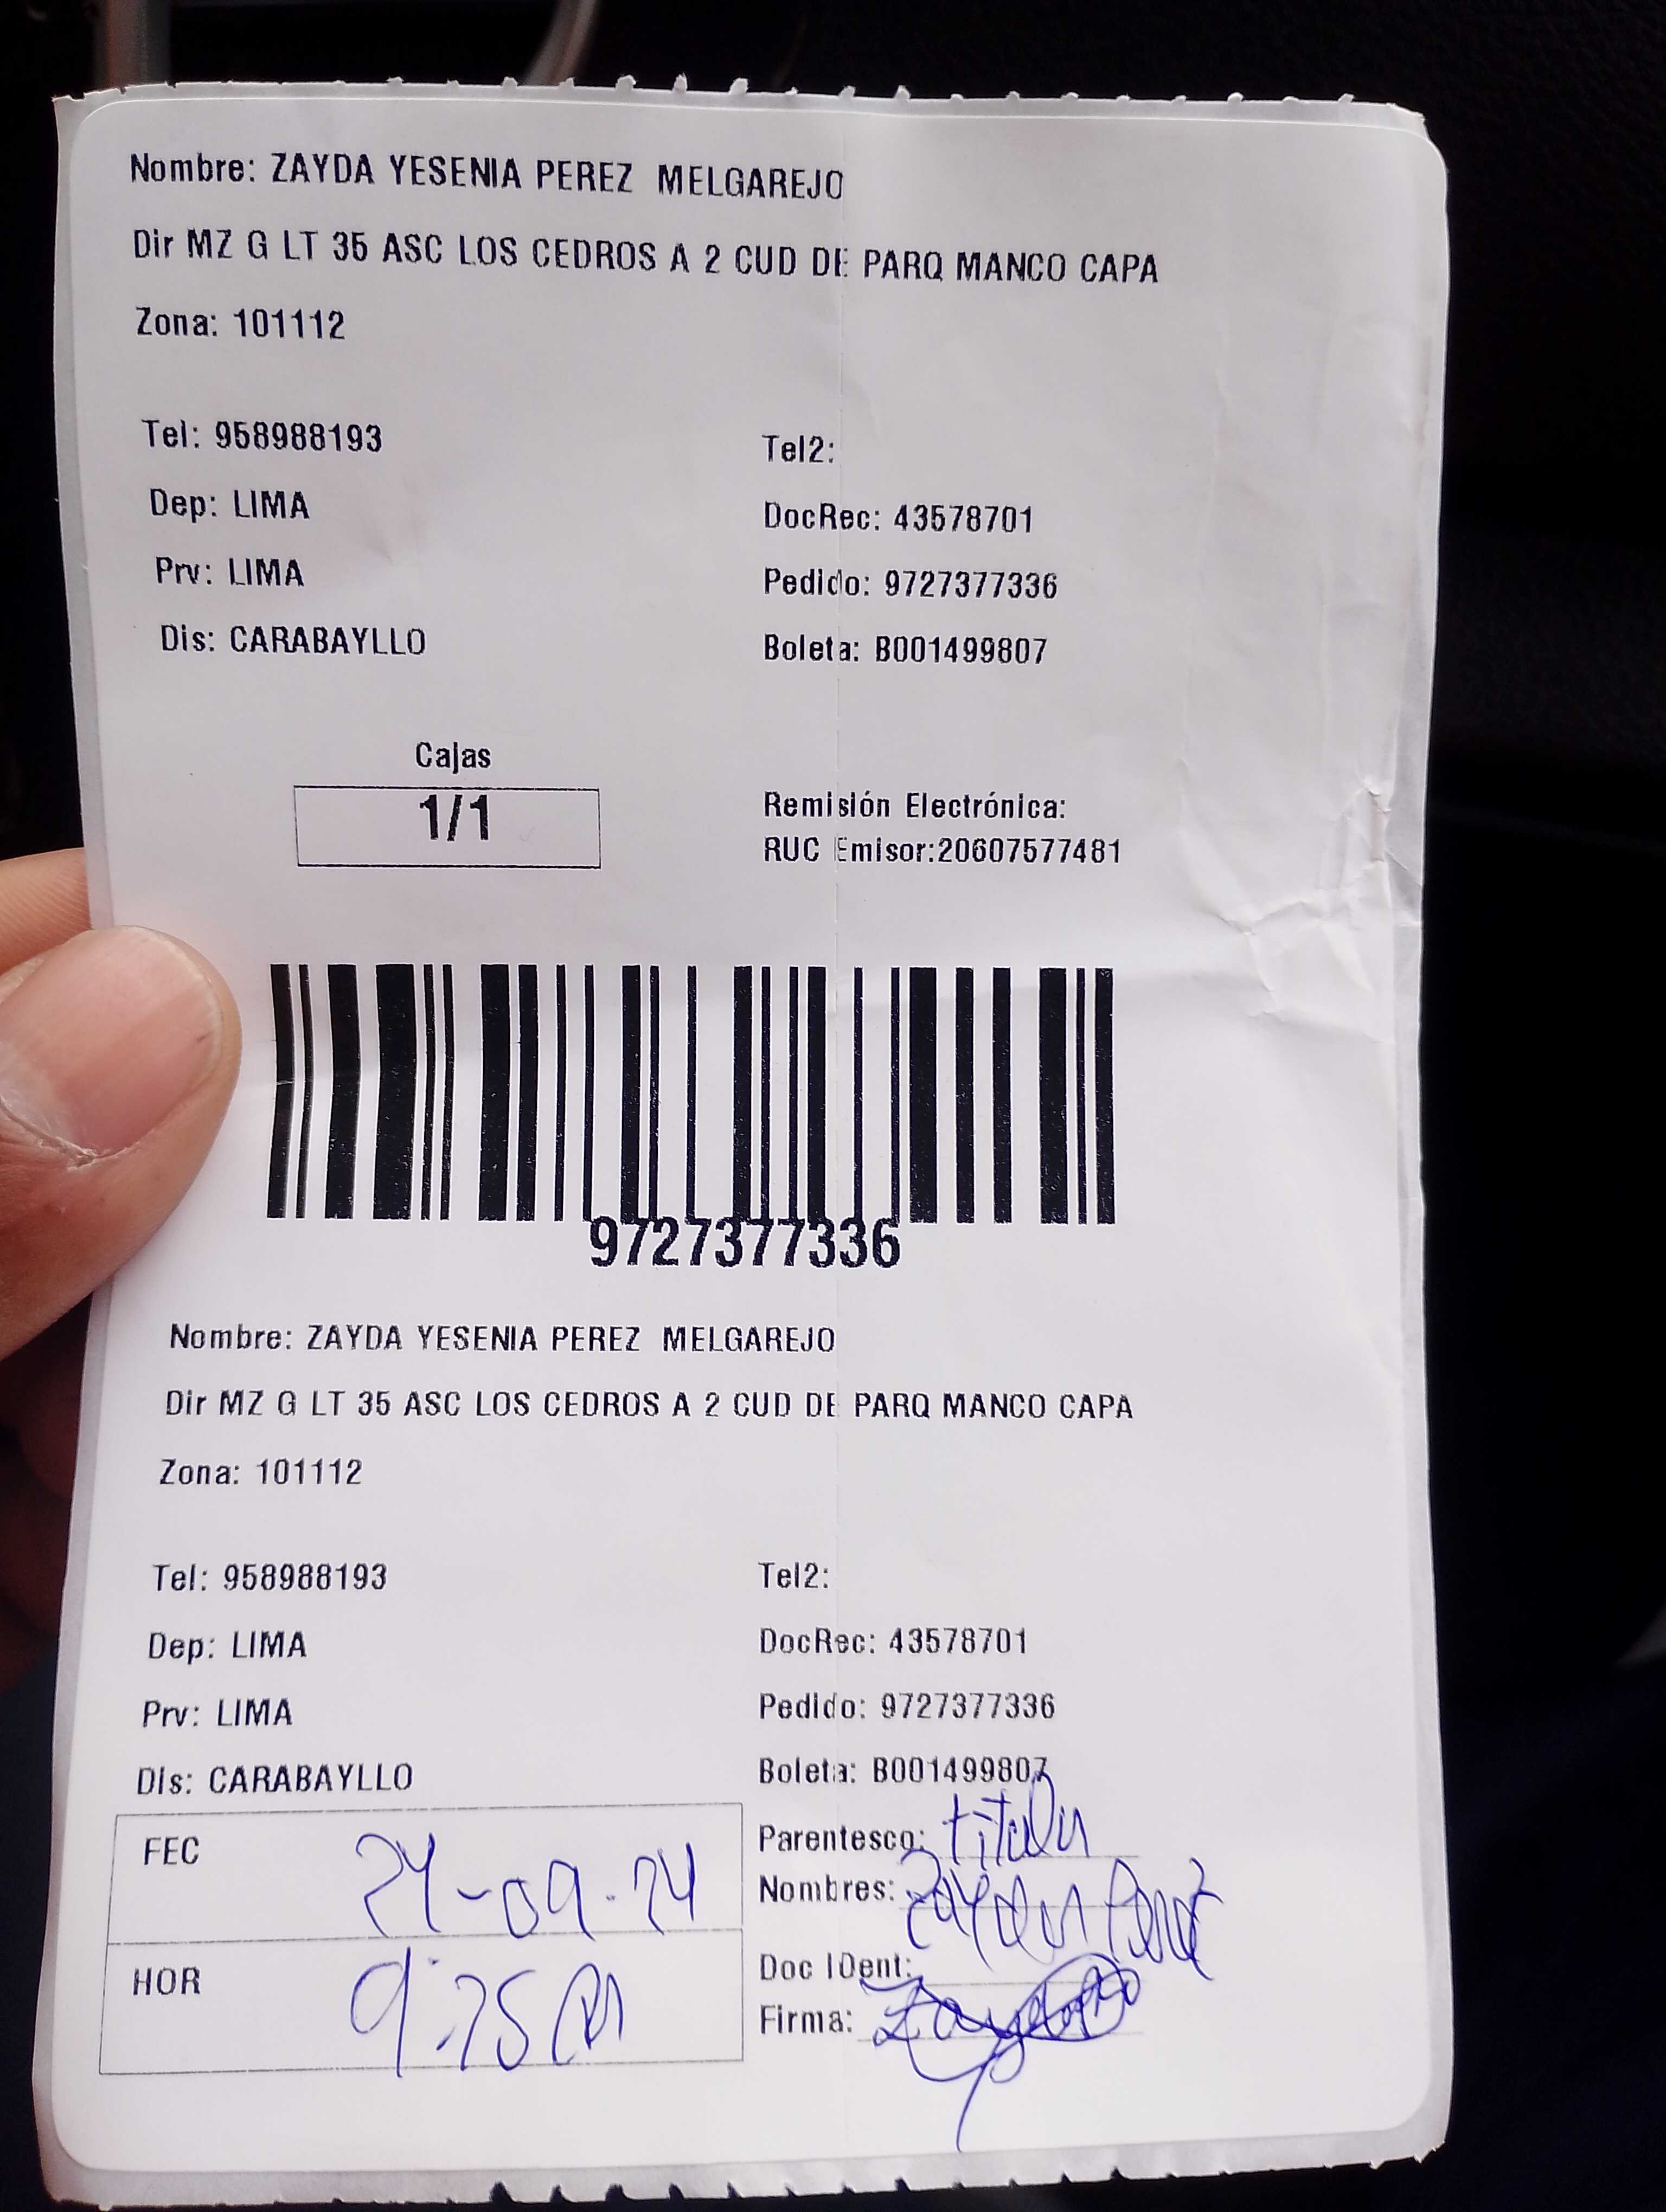 Nombre: ZAYDA YESENIA PEREZ MELGAREJO
Dir MZ G LT 35 ASC LOS CEDROS A 2 CUD DE PARQ MANCO CAPA
Zona: 101112
Tel: 958988193
Tel2:
Dep: LIMA
DocRec: 43578701
Prv: LIMA
Pedido: 9727377336
Dis: CARABAYLLO
Boleta: B001499807
Cajas
1/1
Remisión Electrónica:
RUC Emisor:20607577481
9727377336
Nombre: ZAYDA YESENIA PEREZ MELGAREJO
Dir MZ G LT 35 ASC LOS CEDROS A 2 CUD DE PARQ MANCO CAPA
Zona: 101112
Tel: 958988193
Tel2:
Dep: LIMA
DocRec: 43578701
Prv: LIMA
Pedido: 9727377336
Dis: CARABAYLLO
Boleta: B001499807
FEC 24-09-24
Parentesco: titular
Nombres: Zayda Perez
HOR
Doc IDent:
Firma: